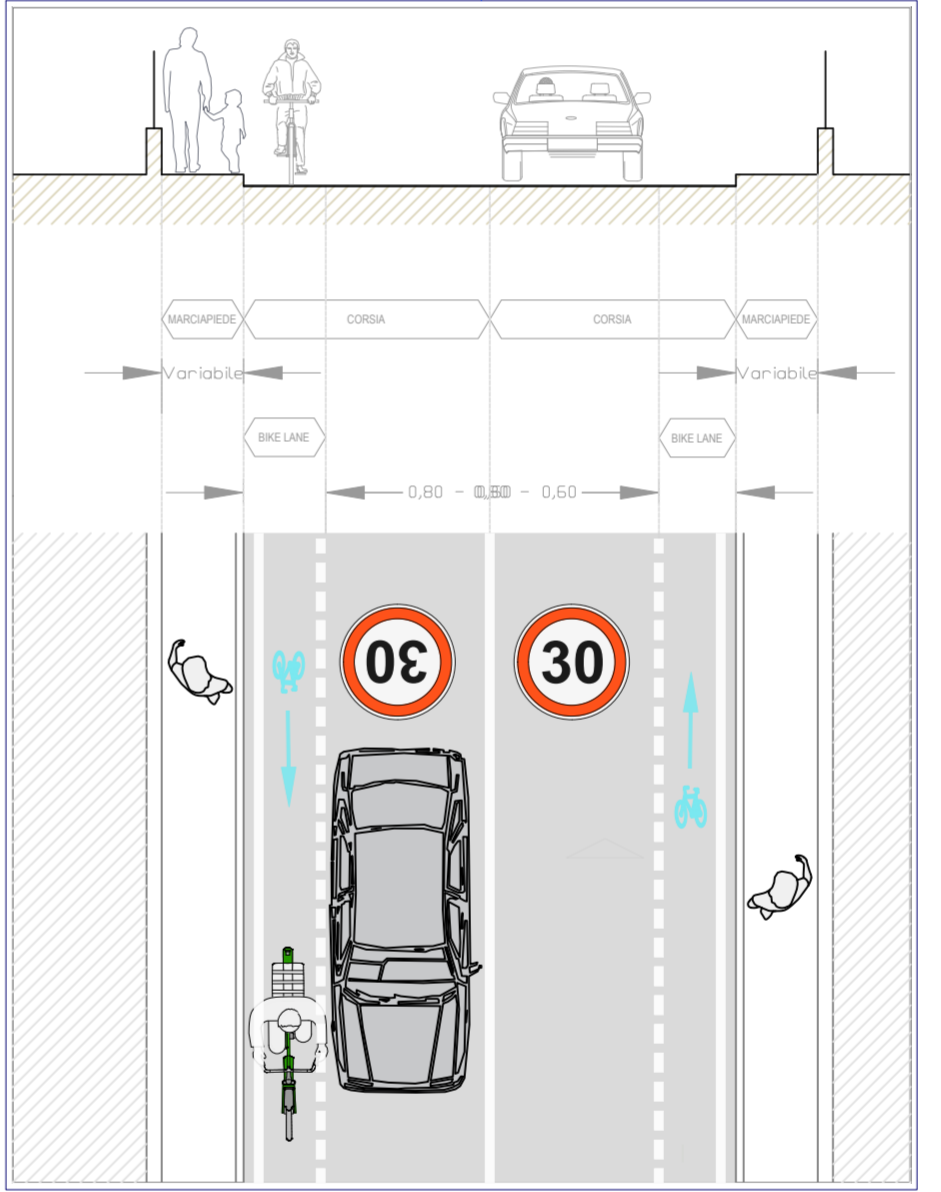 MARCIAPIEDE CORSIA CORSIA MARCIAPIEDE
Variabile Variabile
BIKE LANE BIKE LANE
0,80 - - 0,60
30 30